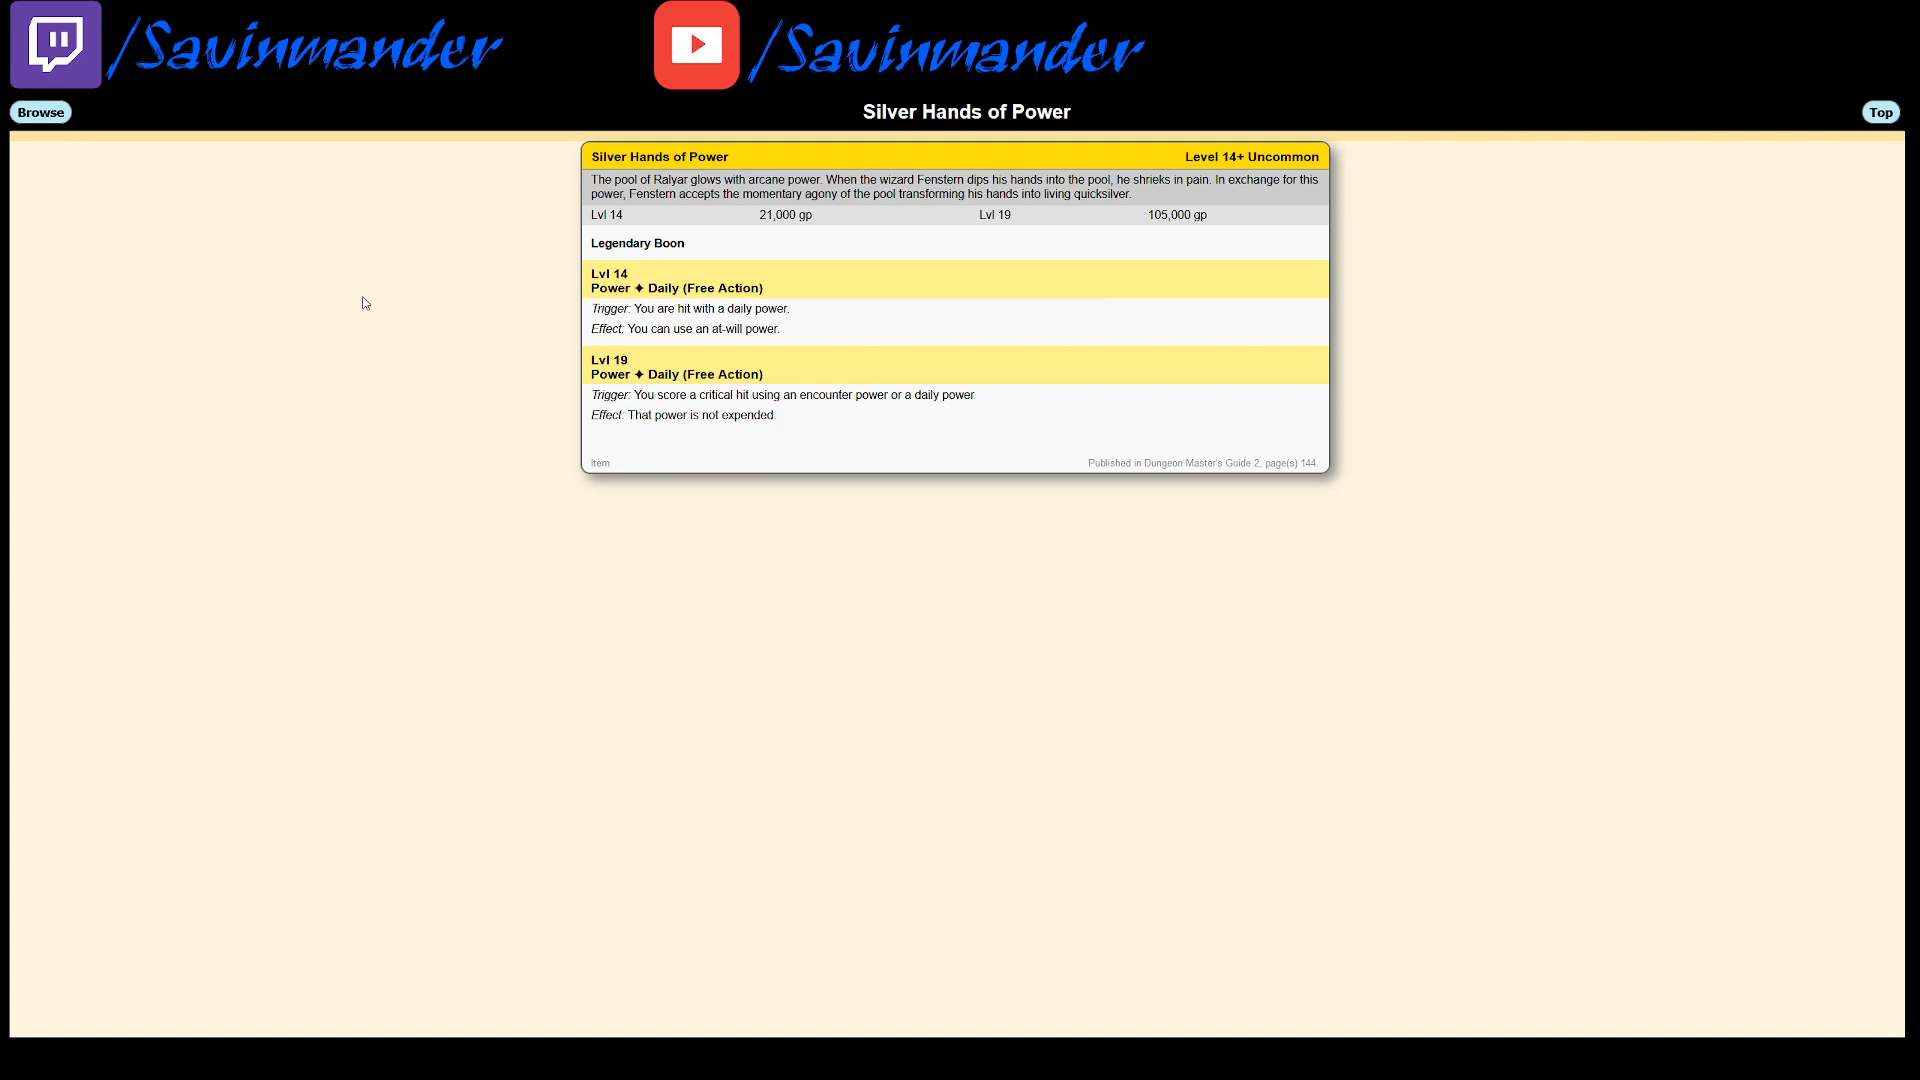 /Savinmander /Savinmander
Browse Silver Hands of Power Top
Silver Hands of Power Level 14+ Uncommon
The pool of Ralyar glows with arcane power. When the wizard Fenstern dips his hands into the pool, he shrieks in pain. In exchange for this
power, Fenstern accepts the momentary agony of the pool transforming his hands into living quicksilver.
Lvl 14 21,000 gp Lvl 19 105,000 gp
Legendary Boon
Lvl 14
Power ✦ Daily (Free Action)
Trigger: You are hit with a daily power.
Effect: You can use an at-will power.
Lvl 19
Power ✦ Daily (Free Action)
Trigger: You score a critical hit using an encounter power or a daily power
Effect: That power is not expended.
Item Published in Dungeon Master's Guide 2, page(s) 144.